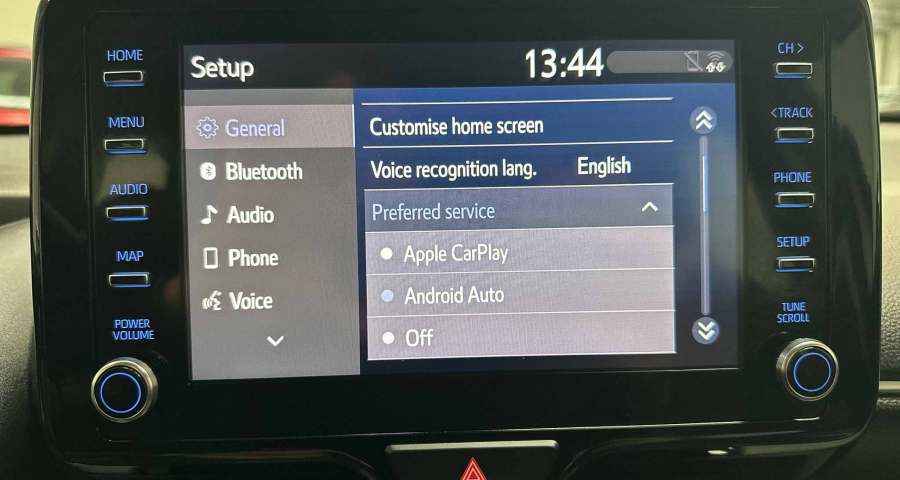 HOME
MENU
AUDIO
MAP
POWER
VOLUME
Setup
13:44
General
Bluetooth
Audio
Phone
Voice
Customise home screen
Voice recognition lang. English
Preferred service
Apple CarPlay
Android Auto
Off
CH >
<TRACK
PHONE
SETUP
TUNE
SCROLL